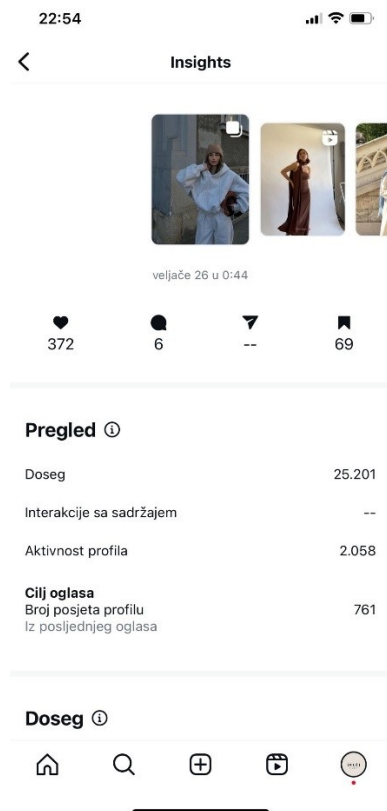 22:54
Insights
veljače 26 u 0:44
372
6
--
69
Pregled
Doseg 25.201
Interakcije sa sadržajem --
Aktivnost profila 2.058
Cilj oglasa
Broj posjeta profilu 761
Iz posljednjeg oglasa
Doseg